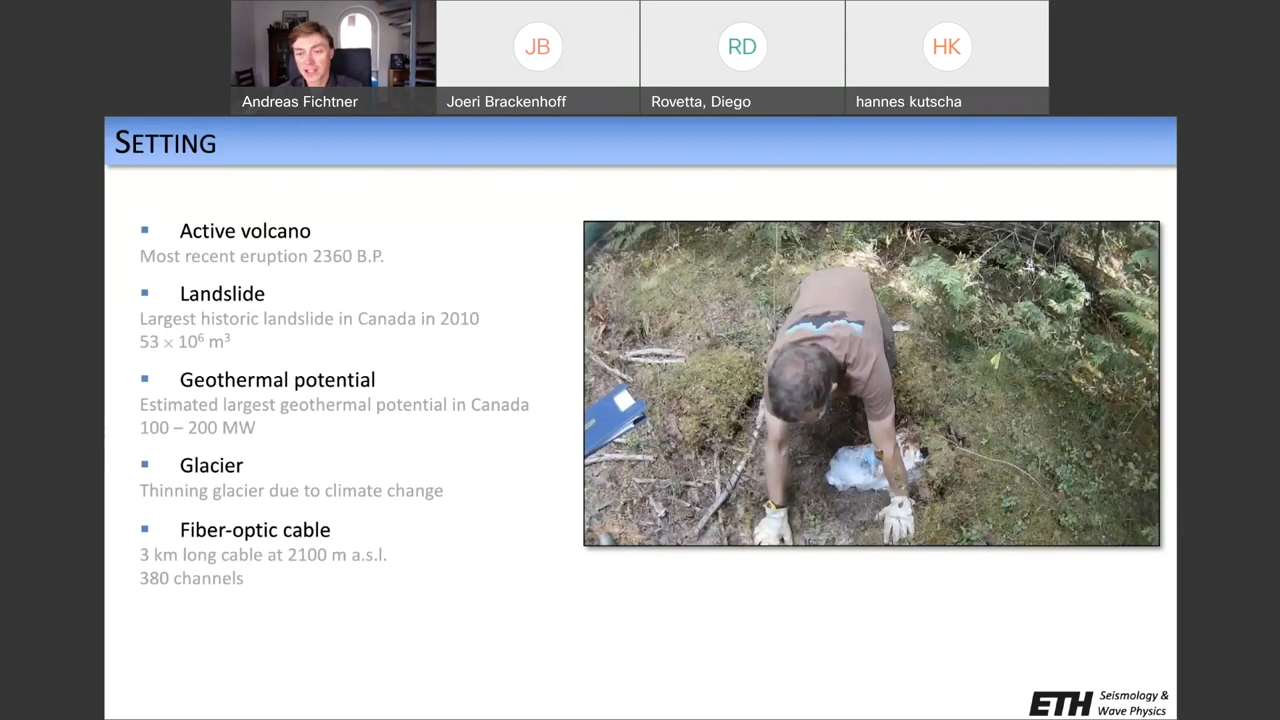 JB
RD
HK
Andreas Fichtner
Joeri Brackenhoff
Rovetta, Diego
hannes kutscha
SETTING
▪ Active volcano
Most recent eruption 2360 B.P.
▪ Landslide
Largest historic landslide in Canada in 2010
53 × 10⁶ m³
▪ Geothermal potential
Estimated largest geothermal potential in Canada
100 – 200 MW
▪ Glacier
Thinning glacier due to climate change
▪ Fiber-optic cable
3 km long cable at 2100 m a.s.l.
380 channels
ETH Seismology &
Wave Physics